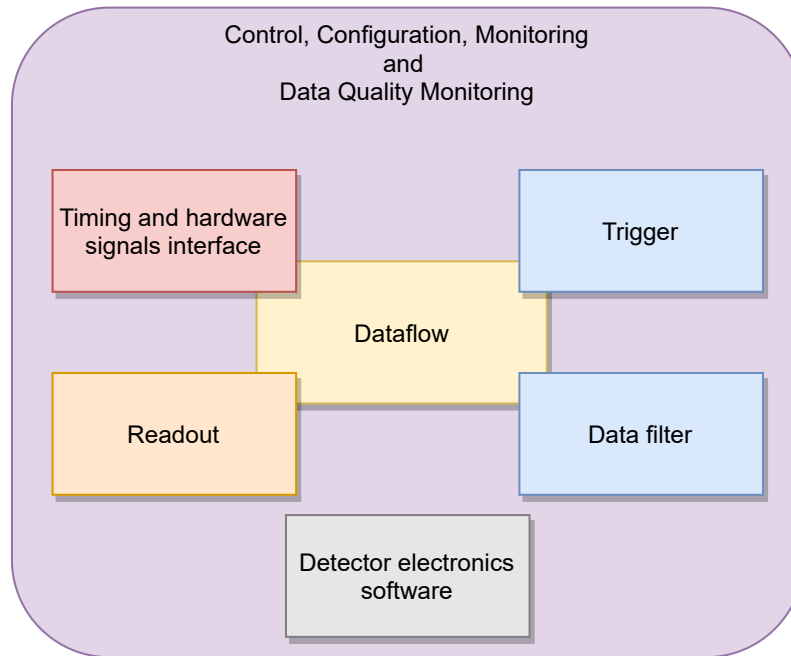 Control, Configuration, Monitoring
and
Data Quality Monitoring
Timing and hardware
signals interface
Trigger
Dataflow
Readout
Data filter
Detector electronics
software